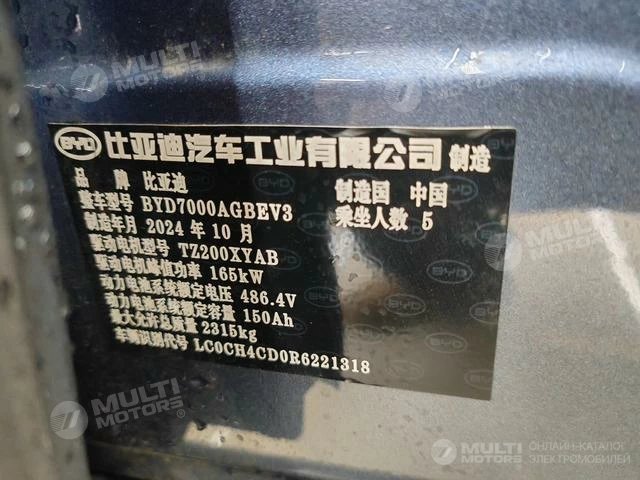 BYD 比亚迪汽车工业有限公司 制造
品 牌 比亚迪
制造国 中国
整车型号 BYD7000AGBEV3
乘坐人数 5
制造年月 2024 年 10 月
驱动电机型号 TZ200XYAB
驱动电机峰值功率 165kW
动力电池系统额定电压 486.4V
动力电池系统额定容量 150Ah
最大允许总质量 2315kg
车辆识别代号 LC0CH4CD0R6221318
MULTI MOTORS
MULTI MOTORS
MULTI MOTORS
MULTI MOTORS ОНЛАЙН-КАТАЛОГ ЭЛЕКТРОМОБИЛЕЙ